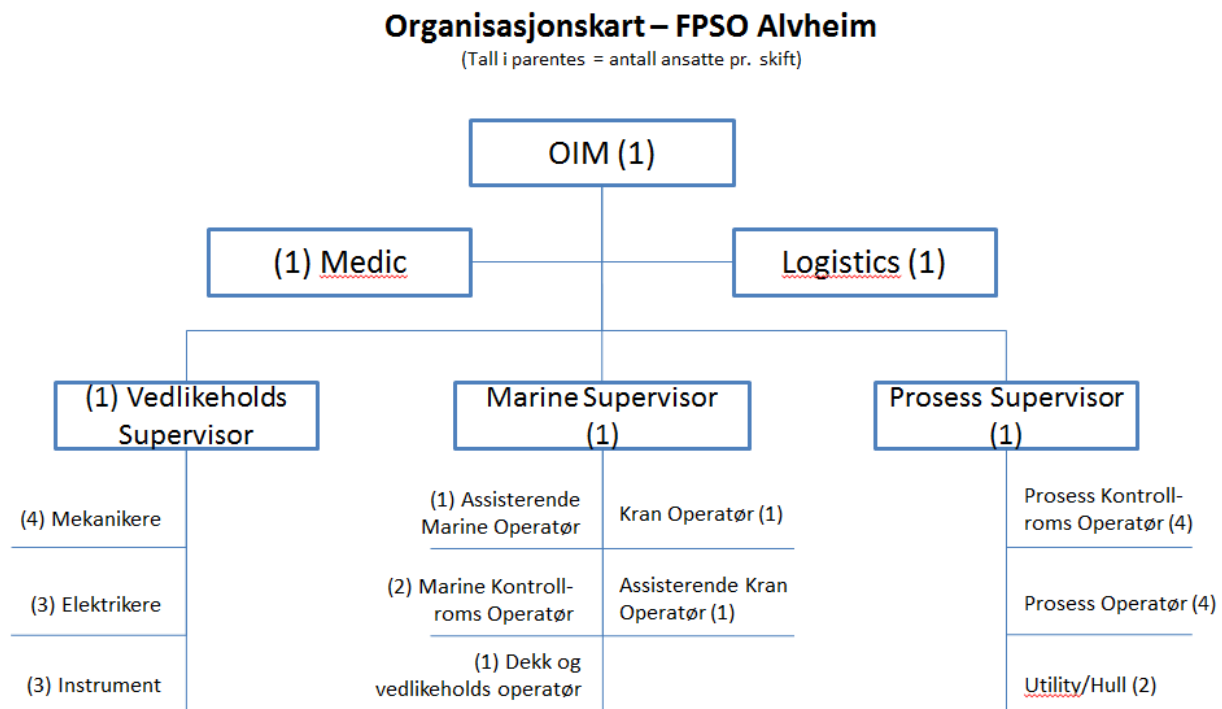 Organisasjonskart – FPSO Alvheim
(Tall i parentes = antall ansatte pr. skift)
OIM (1)
(1) Medic
Logistics (1)
(1) Vedlikeholds
Supervisor
Marine Supervisor
(1)
Prosess Supervisor
(1)
(4) Mekanikere
(3) Elektrikere
(3) Instrument
(1) Assisterende
Marine Operatør
(2) Marine Kontroll-
roms Operatør
(1) Dekk og
vedlikeholds operatør
Kran Operatør (1)
Assisterende Kran
Operatør (1)
Prosess Kontroll-
roms Operatør (4)
Prosess Operatør (4)
Utility/Hull (2)